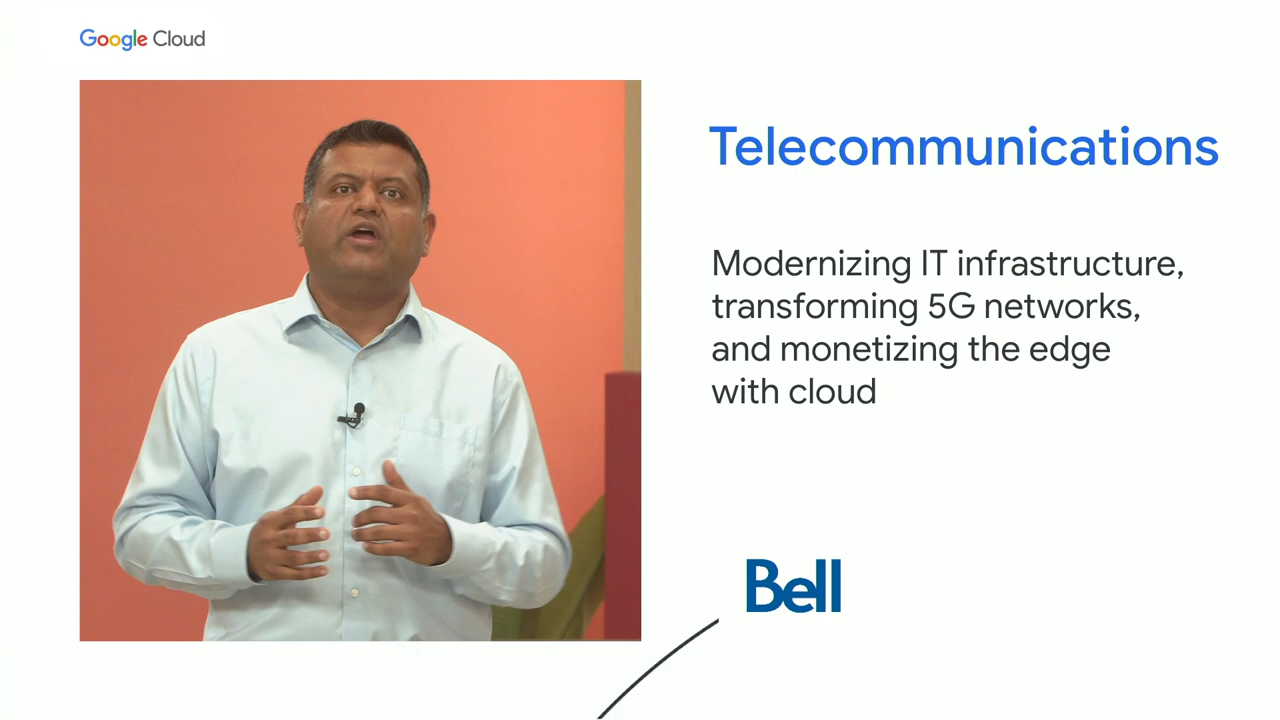 Google Cloud
Telecommunications
Modernizing IT infrastructure,
transforming 5G networks,
and monetizing the edge
with cloud
Bell